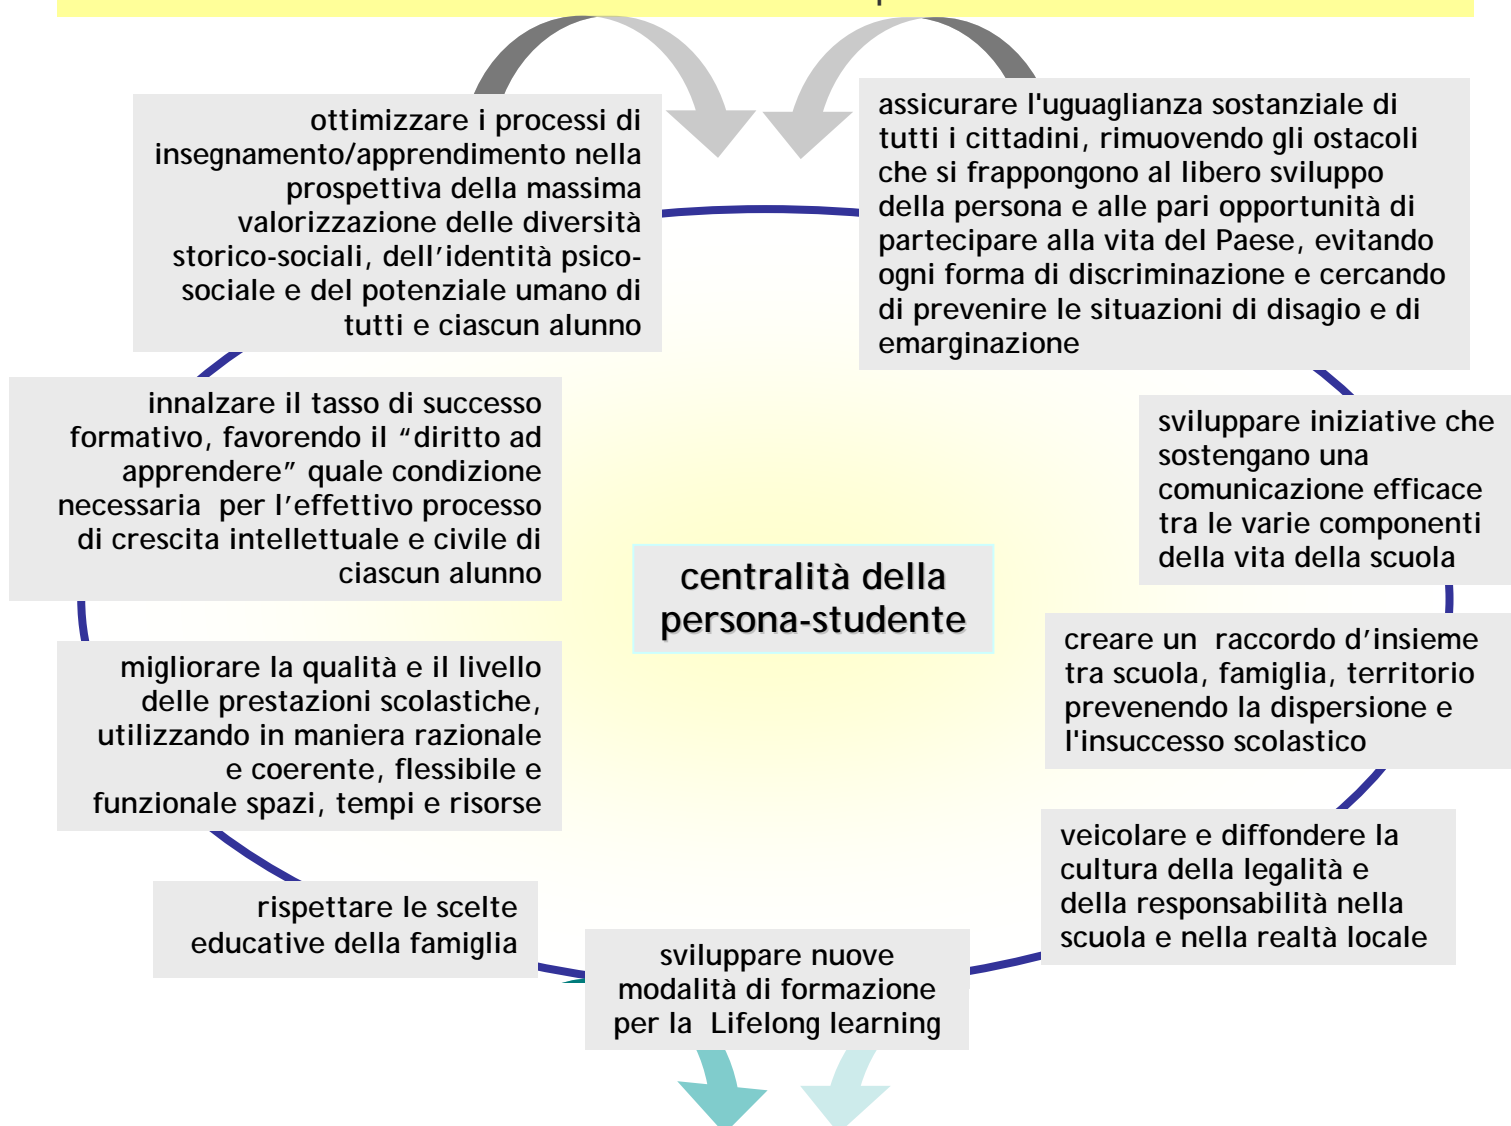 ottimizzare i processi di
insegnamento/apprendimento nella
prospettiva della massima
valorizzazione delle diversità
storico-sociali, dell’identità psico-
sociale e del potenziale umano di
tutti e ciascun alunno
assicurare l'uguaglianza sostanziale di
tutti i cittadini, rimuovendo gli ostacoli
che si frappongono al libero sviluppo
della persona e alle pari opportunità di
partecipare alla vita del Paese, evitando
ogni forma di discriminazione e cercando
di prevenire le situazioni di disagio e di
emarginazione
innalzare il tasso di successo
formativo, favorendo il “diritto ad
apprendere” quale condizione
necessaria  per l’effettivo processo
di crescita intellettuale e civile di
ciascun alunno
sviluppare iniziative che
sostengano una
comunicazione efficace
tra le varie componenti
della vita della scuola
centralità della
persona-studente
migliorare la qualità e il livello
delle prestazioni scolastiche,
utilizzando in maniera razionale
e coerente, flessibile e
funzionale spazi, tempi e risorse
creare un  raccordo d’insieme
tra scuola, famiglia, territorio
prevenendo la dispersione e
l'insuccesso scolastico
rispettare le scelte
educative della famiglia
veicolare e diffondere la
cultura della legalità e
della responsabilità nella
scuola e nella realtà locale
sviluppare nuove
modalità di formazione
per la  Lifelong learning